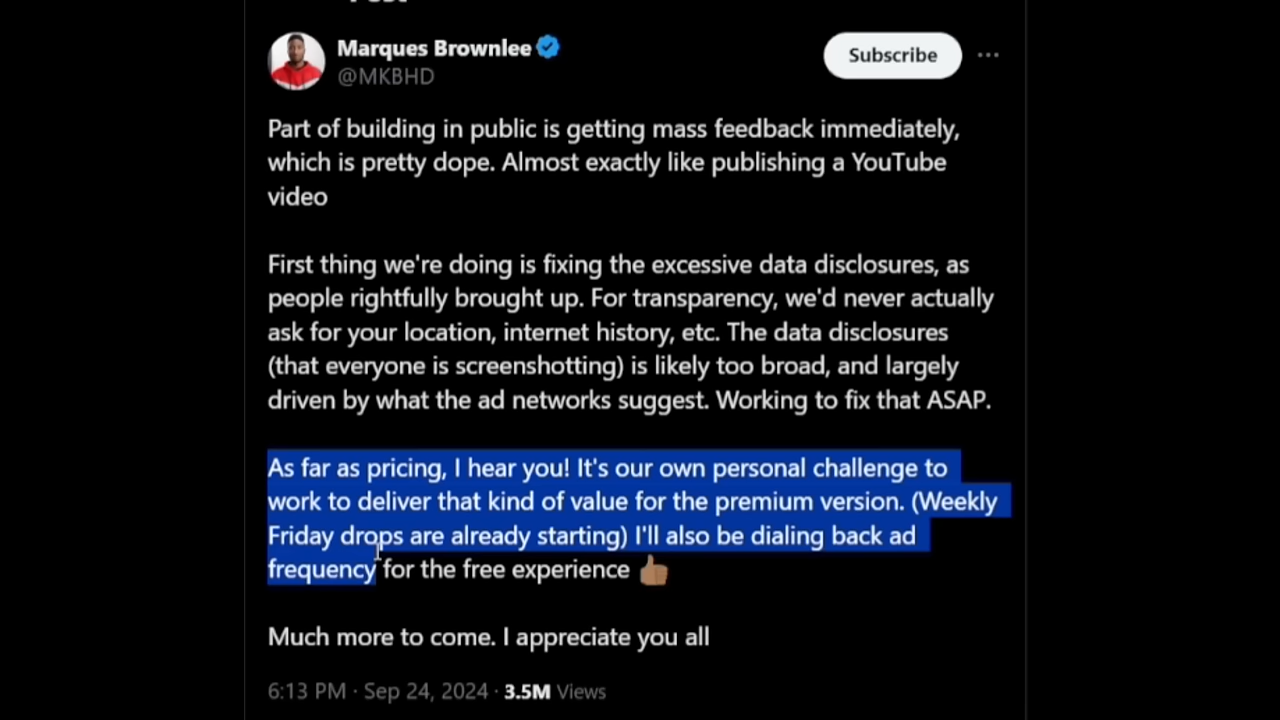 Marques Brownlee
@MKBHD
Subscribe
Part of building in public is getting mass feedback immediately,
which is pretty dope. Almost exactly like publishing a YouTube
video
First thing we're doing is fixing the excessive data disclosures, as
people rightfully brought up. For transparency, we'd never actually
ask for your location, internet history, etc. The data disclosures
(that everyone is screenshotting) is likely too broad, and largely
driven by what the ad networks suggest. Working to fix that ASAP.
As far as pricing, I hear you! It's our own personal challenge to
work to deliver that kind of value for the premium version. (Weekly
Friday drops are already starting) I'll also be dialing back ad
frequency for the free experience 👍🏽
Much more to come. I appreciate you all
6:13 PM · Sep 24, 2024 · 3.5M Views